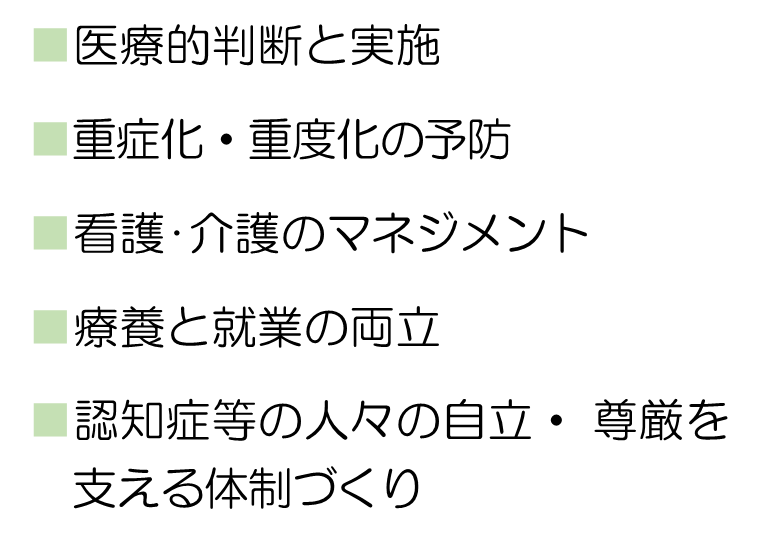 ■医療的判断と実施
■重症化・重度化の予防
■看護·介護のマネジメント
■療養と就業の両立
■認知症等の人々の自立・ 尊厳を
支える体制づくり